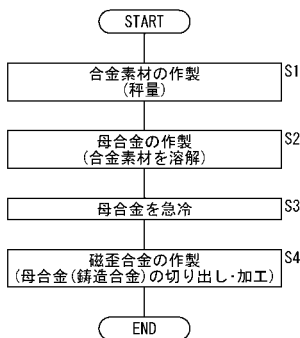 START
合金素材の作製
(秤量)
S1
母合金の作製
(合金素材を溶解)
S2
母合金を急冷
S3
磁歪合金の作製
(母合金(鋳造合金)の切り出し・加工)
S4
END